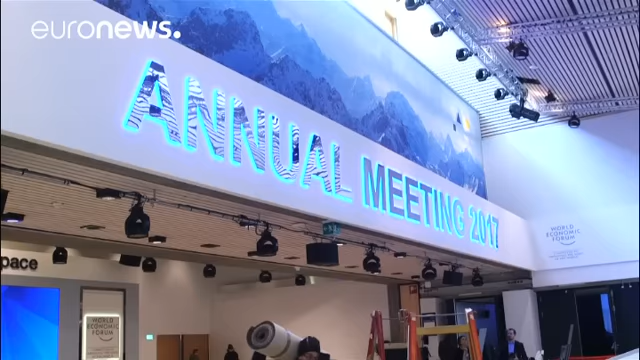 euronews.
ANNUAL MEETING 2017
WORLD
ECONOMIC
FORUM
pace
WORLD
ECONOMIC
FORUM